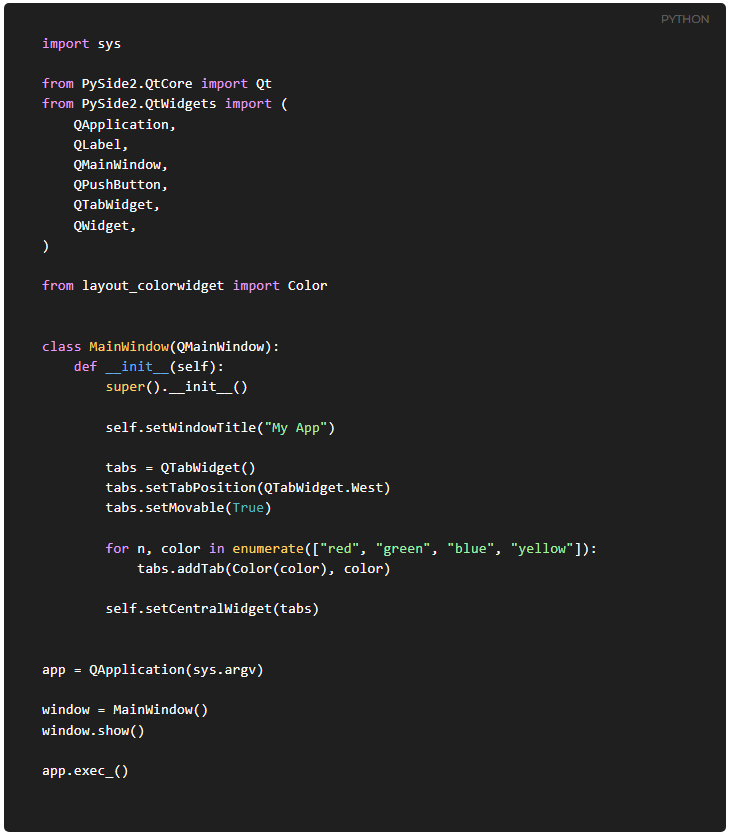 PYTHON
import sys
from PySide2.QtCore import Qt
from PySide2.QtWidgets import (
    QApplication,
    QLabel,
    QMainWindow,
    QPushButton,
    QTabWidget,
    QWidget,
)
from layout_colorwidget import Color
class MainWindow(QMainWindow):
    def __init__(self):
        super().__init__()
        self.setWindowTitle("My App")
        tabs = QTabWidget()
        tabs.setTabPosition(QTabWidget.West)
        tabs.setMovable(True)
        for n, color in enumerate(["red", "green", "blue", "yellow"]):
            tabs.addTab(Color(color), color)
        self.setCentralWidget(tabs)
app = QApplication(sys.argv)
window = MainWindow()
window.show()
app.exec_()